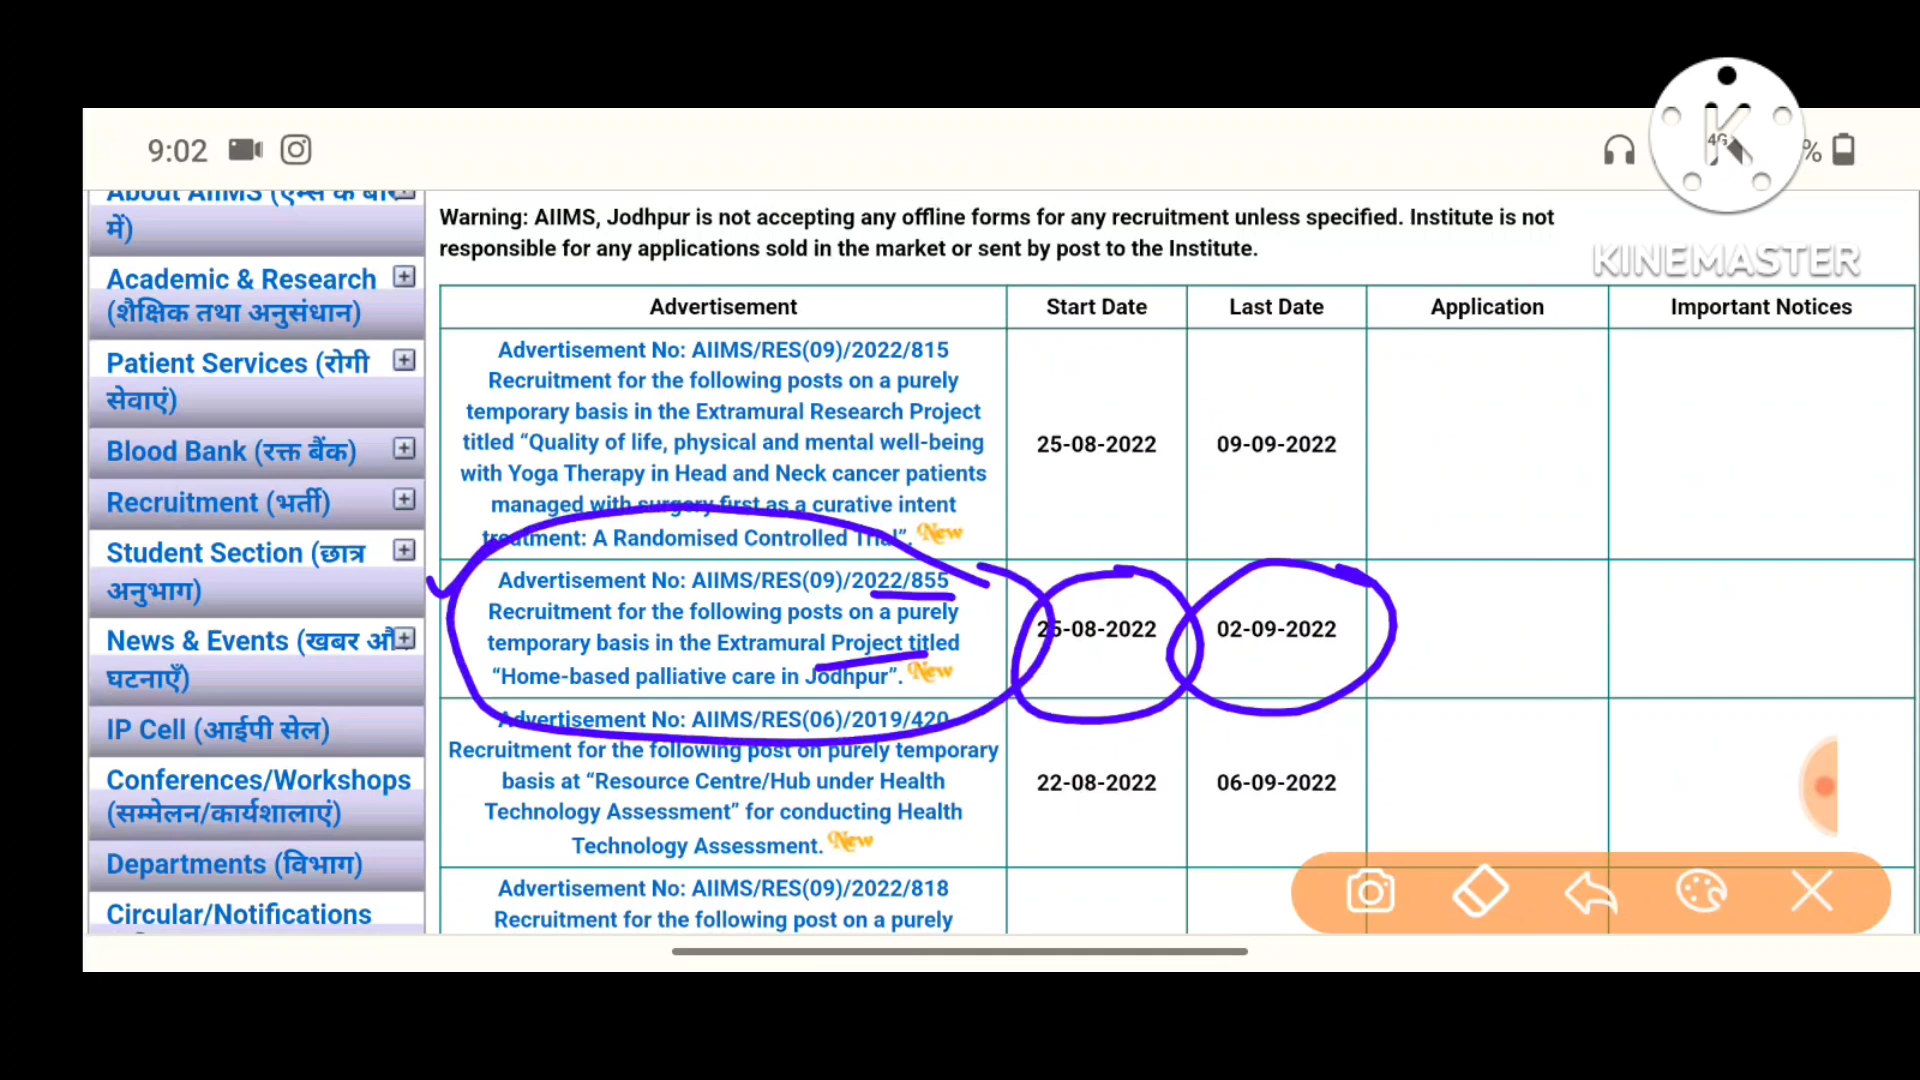 9:02
4G %
KINEMASTER
About AIIMS (एम्स के बारे
में)
Academic & Research
(शैक्षिक तथा अनुसंधान)
Patient Services (रोगी
सेवाएं)
Blood Bank (रक्त बैंक)
Recruitment (भर्ती)
Student Section (छात्र
अनुभाग)
News & Events (खबर
घटनाएँ)
IP Cell (आईपी सेल)
Conferences/Workshops
(सम्मेलन/कार्यशालाएं)
Departments (विभाग)
Circular/Notifications
Warning: AIIMS, Jodhpur is not accepting any offline forms for any recruitment unless specified. Institute is not
responsible for any applications sold in the market or sent by post to the Institute.
Advertisement Start Date Last Date Application Important Notices
Advertisement No: AIIMS/RES(09)/2022/815
Recruitment for the following posts on a purely
temporary basis in the Extramural Research Project
titled “Quality of life, physical and mental well-being
with Yoga Therapy in Head and Neck cancer patients
managed with surgery first as a curative intent
treatment: A Randomised Controlled Trial”. New
25-08-2022 09-09-2022
Advertisement No: AIIMS/RES(09)/2022/855
Recruitment for the following posts on a purely
temporary basis in the Extramural Project titled
“Home-based palliative care in Jodhpur”. New
25-08-2022 02-09-2022
Advertisement No: AIIMS/RES(06)/2019/420
Recruitment for the following post on purely temporary
basis at “Resource Centre/Hub under Health
Technology Assessment” for conducting Health
Technology Assessment. New
22-08-2022 06-09-2022
Advertisement No: AIIMS/RES(09)/2022/818
Recruitment for the following post on a purely